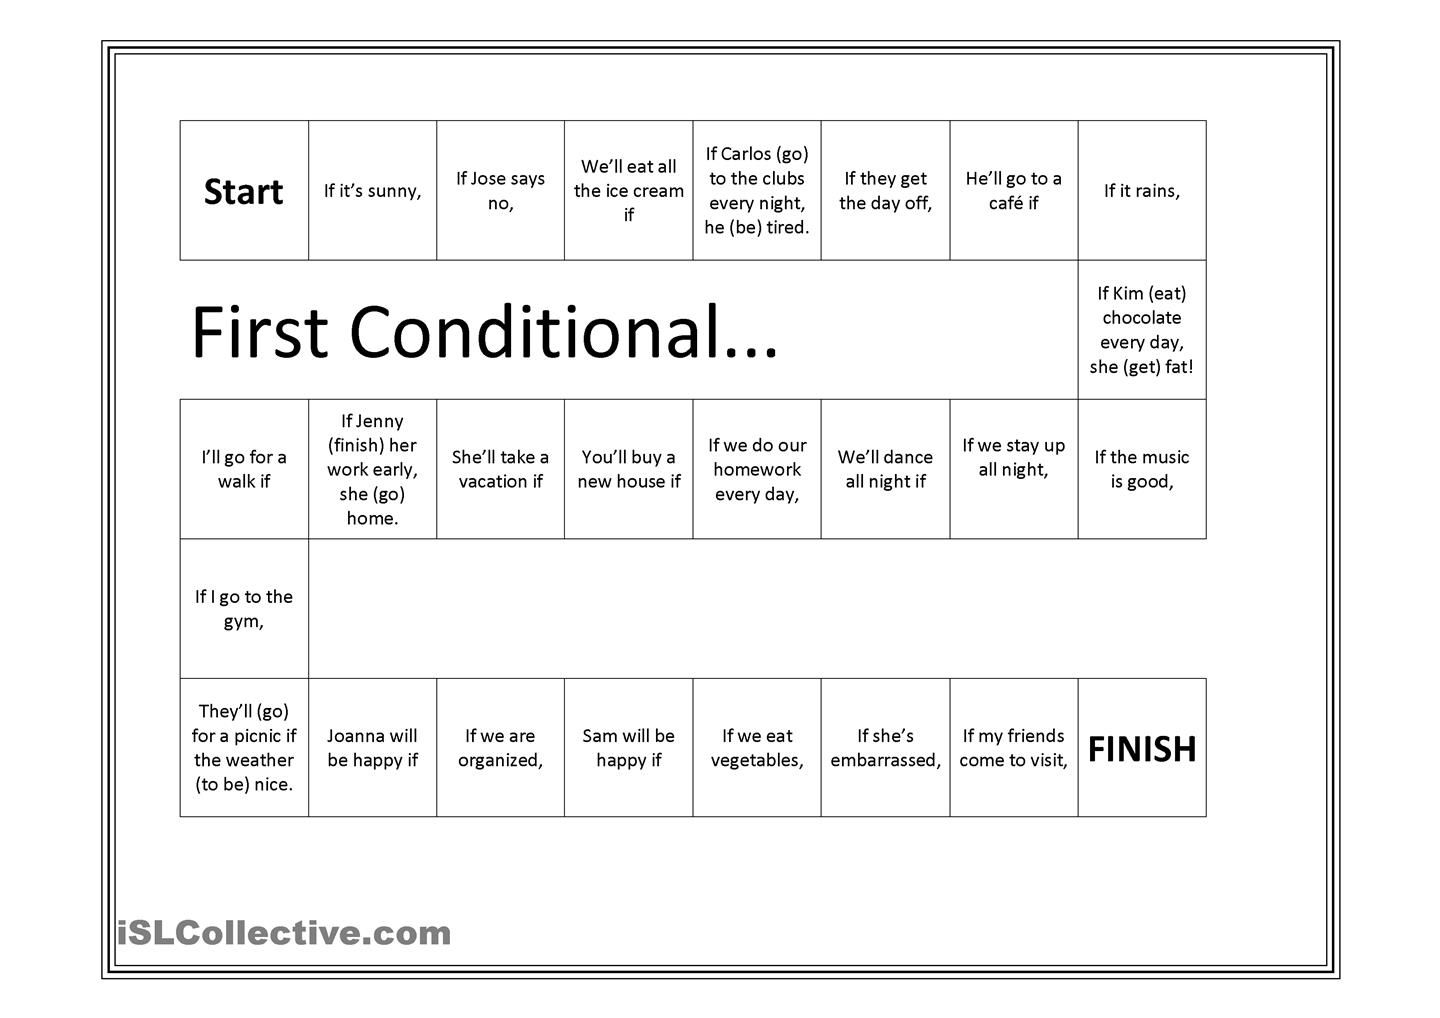 Start
If it’s sunny,
If Jose says
no,
We’ll eat all
the ice cream
if
If Carlos (go)
to the clubs
every night,
he (be) tired.
If they get
the day off,
He’ll go to a
café if
If it rains,
First Conditional...
If Kim (eat)
chocolate
every day,
she (get) fat!
I’ll go for a
walk if
If Jenny
(finish) her
work early,
she (go)
home.
She’ll take a
vacation if
You’ll buy a
new house if
If we do our
homework
every day,
We’ll dance
all night if
If we stay up
all night,
If the music
is good,
If I go to the
gym,
They’ll (go)
for a picnic if
the weather
(to be) nice.
Joanna will
be happy if
If we are
organized,
Sam will be
happy if
If we eat
vegetables,
If she’s
embarrassed,
If my friends
come to visit,
FINISH
iSLCollective.com